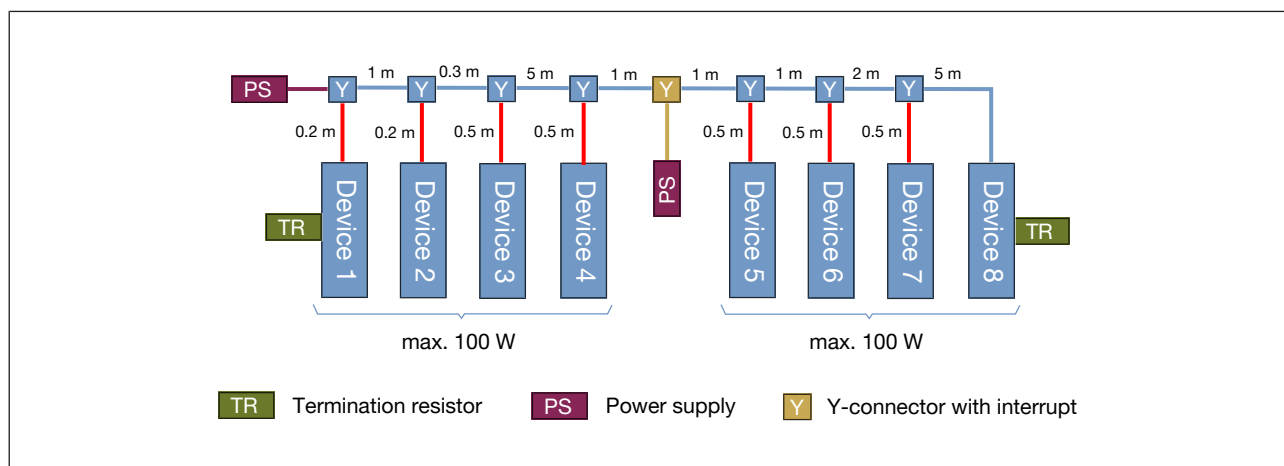 1 m 0.3 m 5 m 1 m 1 m 1 m 2 m 5 m
PS Y Y Y Y Y Y Y Y
0.2 m 0.2 m 0.5 m 0.5 m 0.5 m 0.5 m 0.5 m
PS
TR Device 1 Device 2 Device 3 Device 4 Device 5 Device 6 Device 7 Device 8 TR
max. 100 W max. 100 W
TR Termination resistor PS Power supply Y Y-connector with interrupt